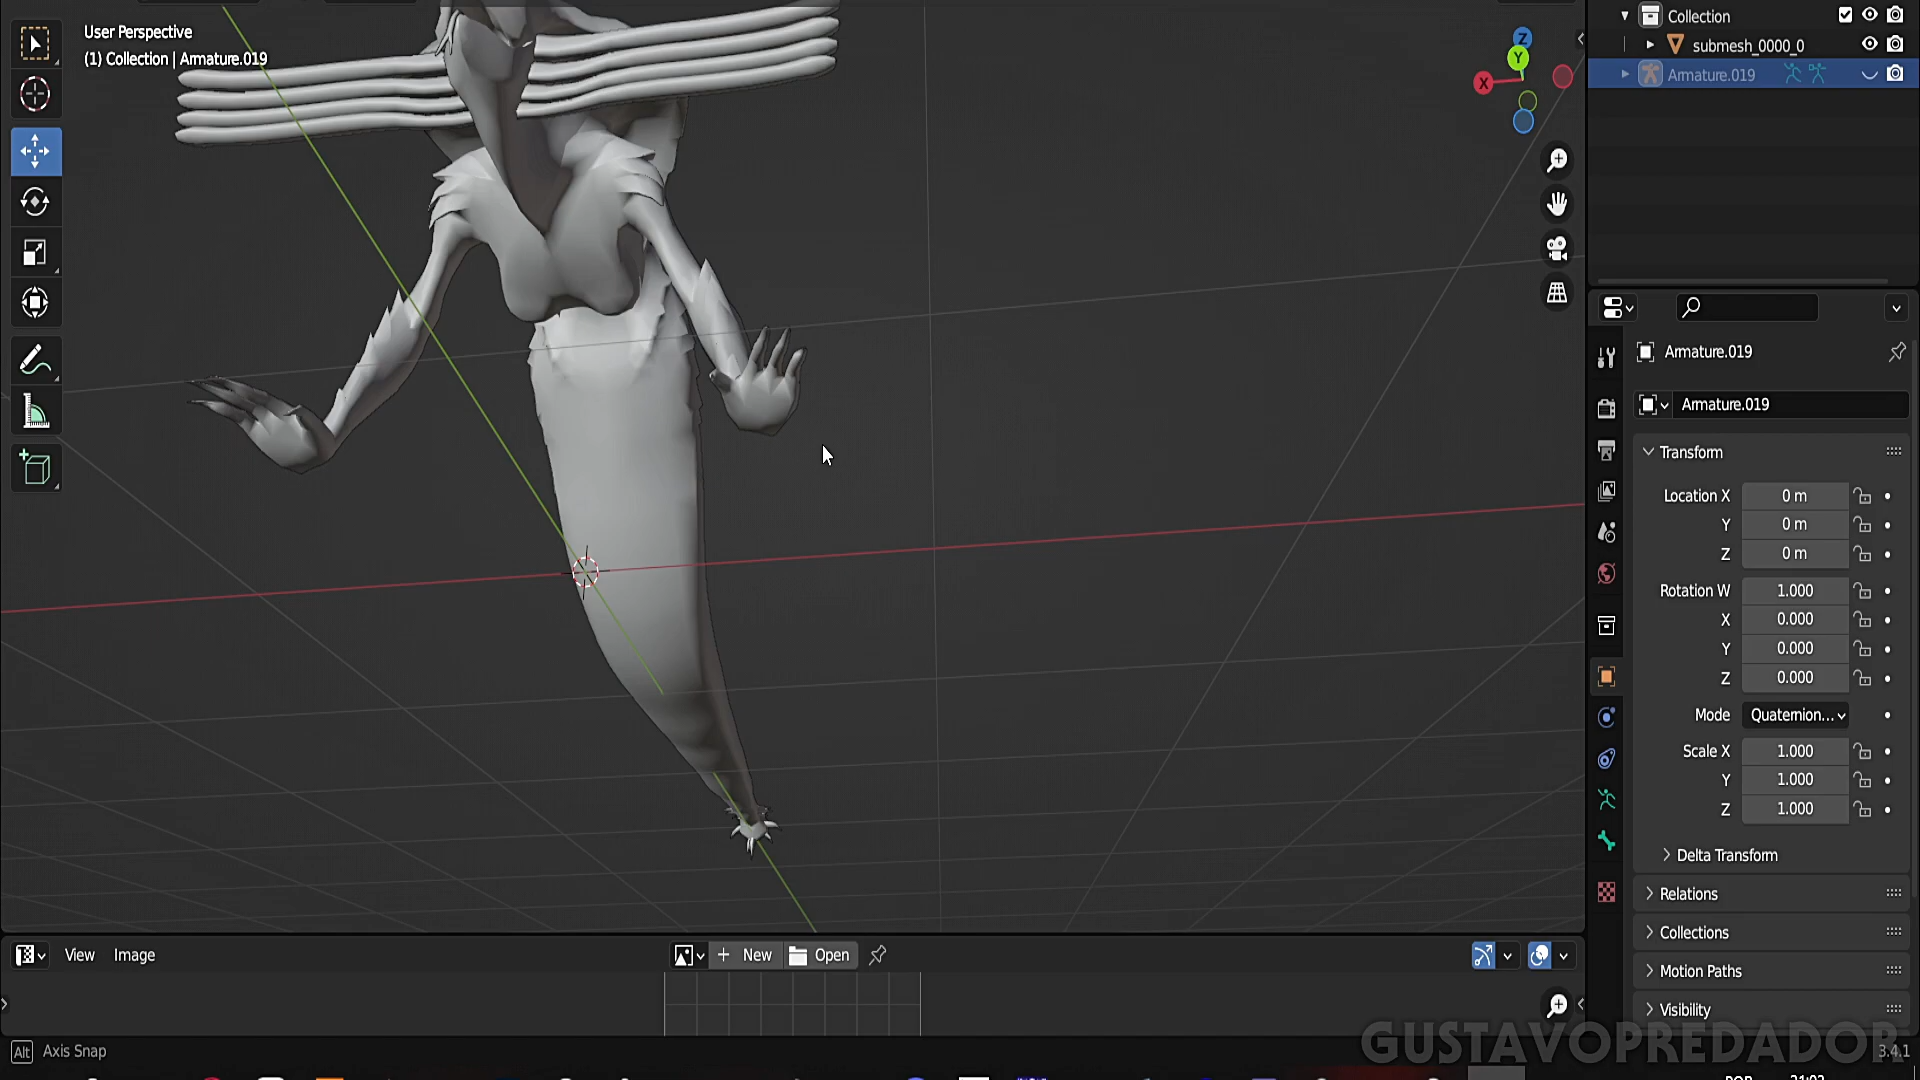 User Perspective
(1) Collection | Armature.019
Z
Y
X
Collection
submesh_0000_0
Armature.019
Armature.019
Armature.019
Transform
Location X 0 m
Y 0 m
Z 0 m
Rotation W 1.000
X 0.000
Y 0.000
Z 0.000
Mode Quaternion...
Scale X 1.000
Y 1.000
Z 1.000
Delta Transform
Relations
Collections
Motion Paths
Visibility
View Image New Open
Alt Axis Snap
GUSTAVOPREDADOR
3.4.1